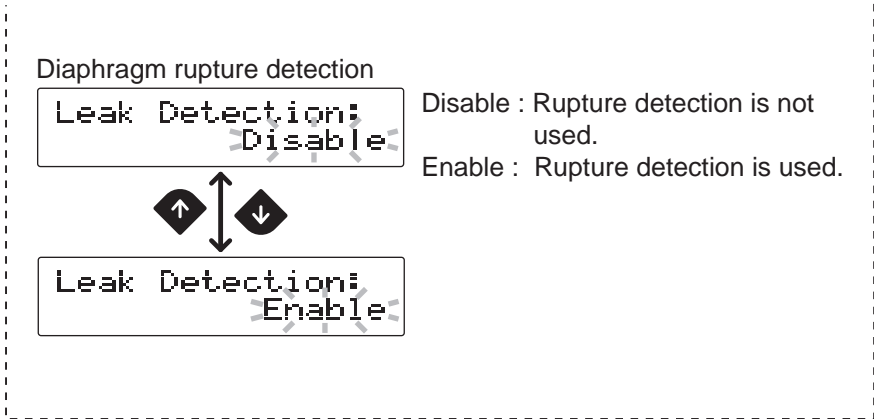 Diaphragm rupture detection
Leak Detection:
Disable
Disable : Rupture detection is not
used.
Enable : Rupture detection is used.
Leak Detection:
Enable